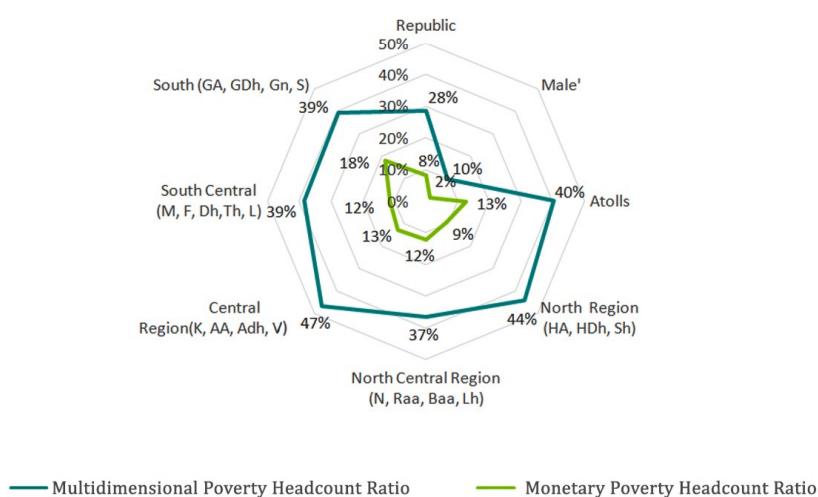 Republic
50%
40%
30%
20%
10%
0%
28%
8%
Male'
10%
2%
Atolls
40%
13%
North Region
(HA, HDh, Sh)
44%
9%
North Central Region
(N, Raa, Baa, Lh)
37%
12%
Central
Region(K, AA, Adh, V)
47%
13%
South Central
(M, F, Dh,Th, L)
39%
12%
South (GA, GDh, Gn, S)
39%
18%
Multidimensional Poverty Headcount Ratio
Monetary Poverty Headcount Ratio